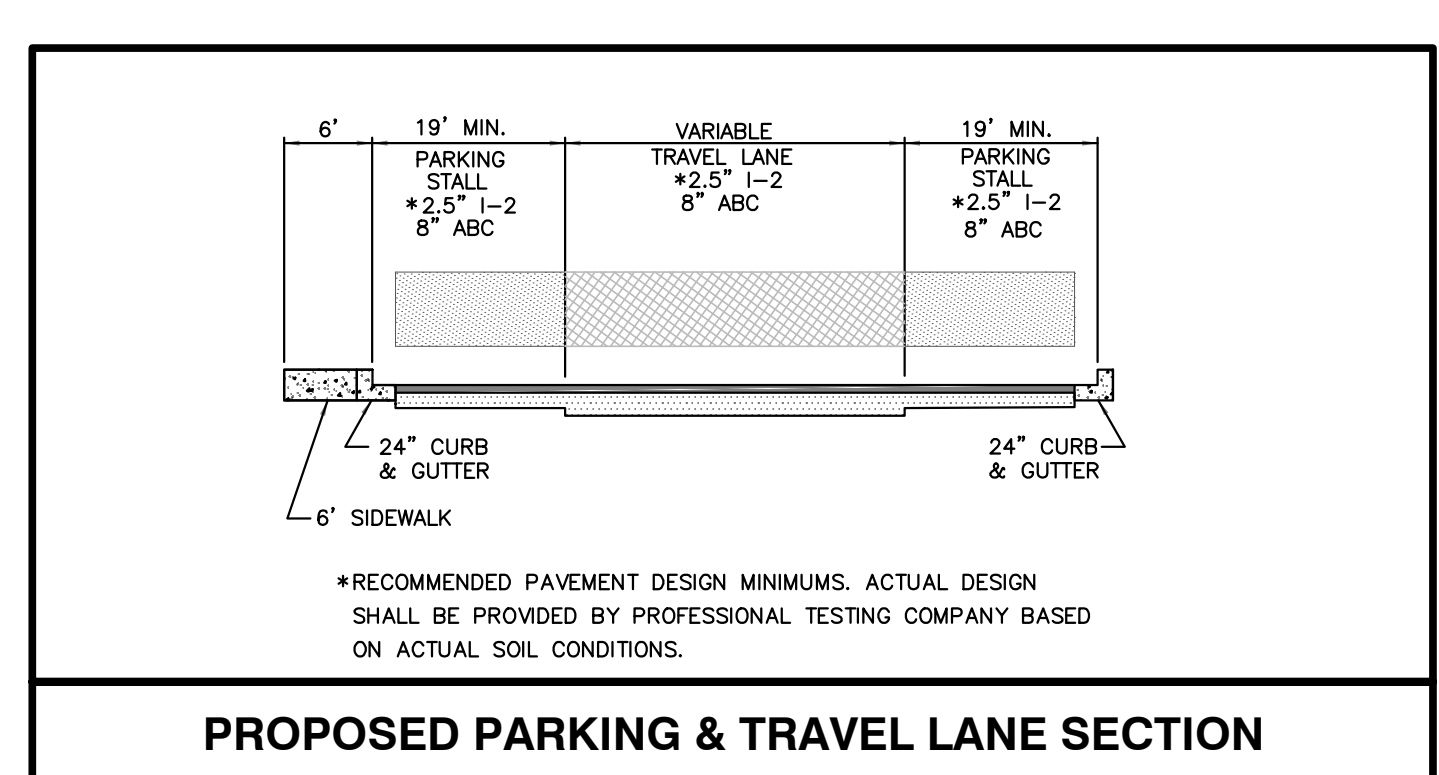 6'
19' MIN.
PARKING
STALL
*2.5" I-2
8" ABC
VARIABLE
TRAVEL LANE
*2.5" I-2
8" ABC
19' MIN.
PARKING
STALL
*2.5" I-2
8" ABC
24" CURB
& GUTTER
24" CURB
& GUTTER
6' SIDEWALK
*RECOMMENDED PAVEMENT DESIGN MINIMUMS. ACTUAL DESIGN
SHALL BE PROVIDED BY PROFESSIONAL TESTING COMPANY BASED
ON ACTUAL SOIL CONDITIONS.
PROPOSED PARKING & TRAVEL LANE SECTION